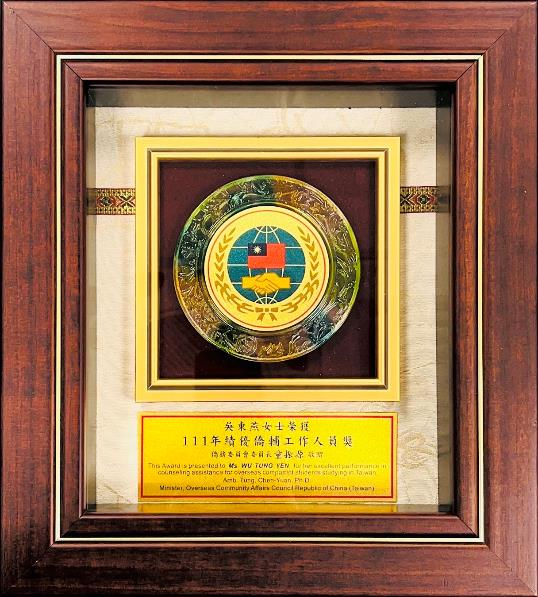 吳東燕女士榮獲
111年績優僑輔工作人員獎
僑務委員會委員長童振源 敬贈
This Award is presented to Ms. WU TUNG YEN for her excellent performance in
counseling assistance for overseas compatriot students studying in Taiwan.
Amb. Tung, Chen-Yuan, Ph.D.
Minister, Overseas Community Affairs Council Republic of China (Taiwan)